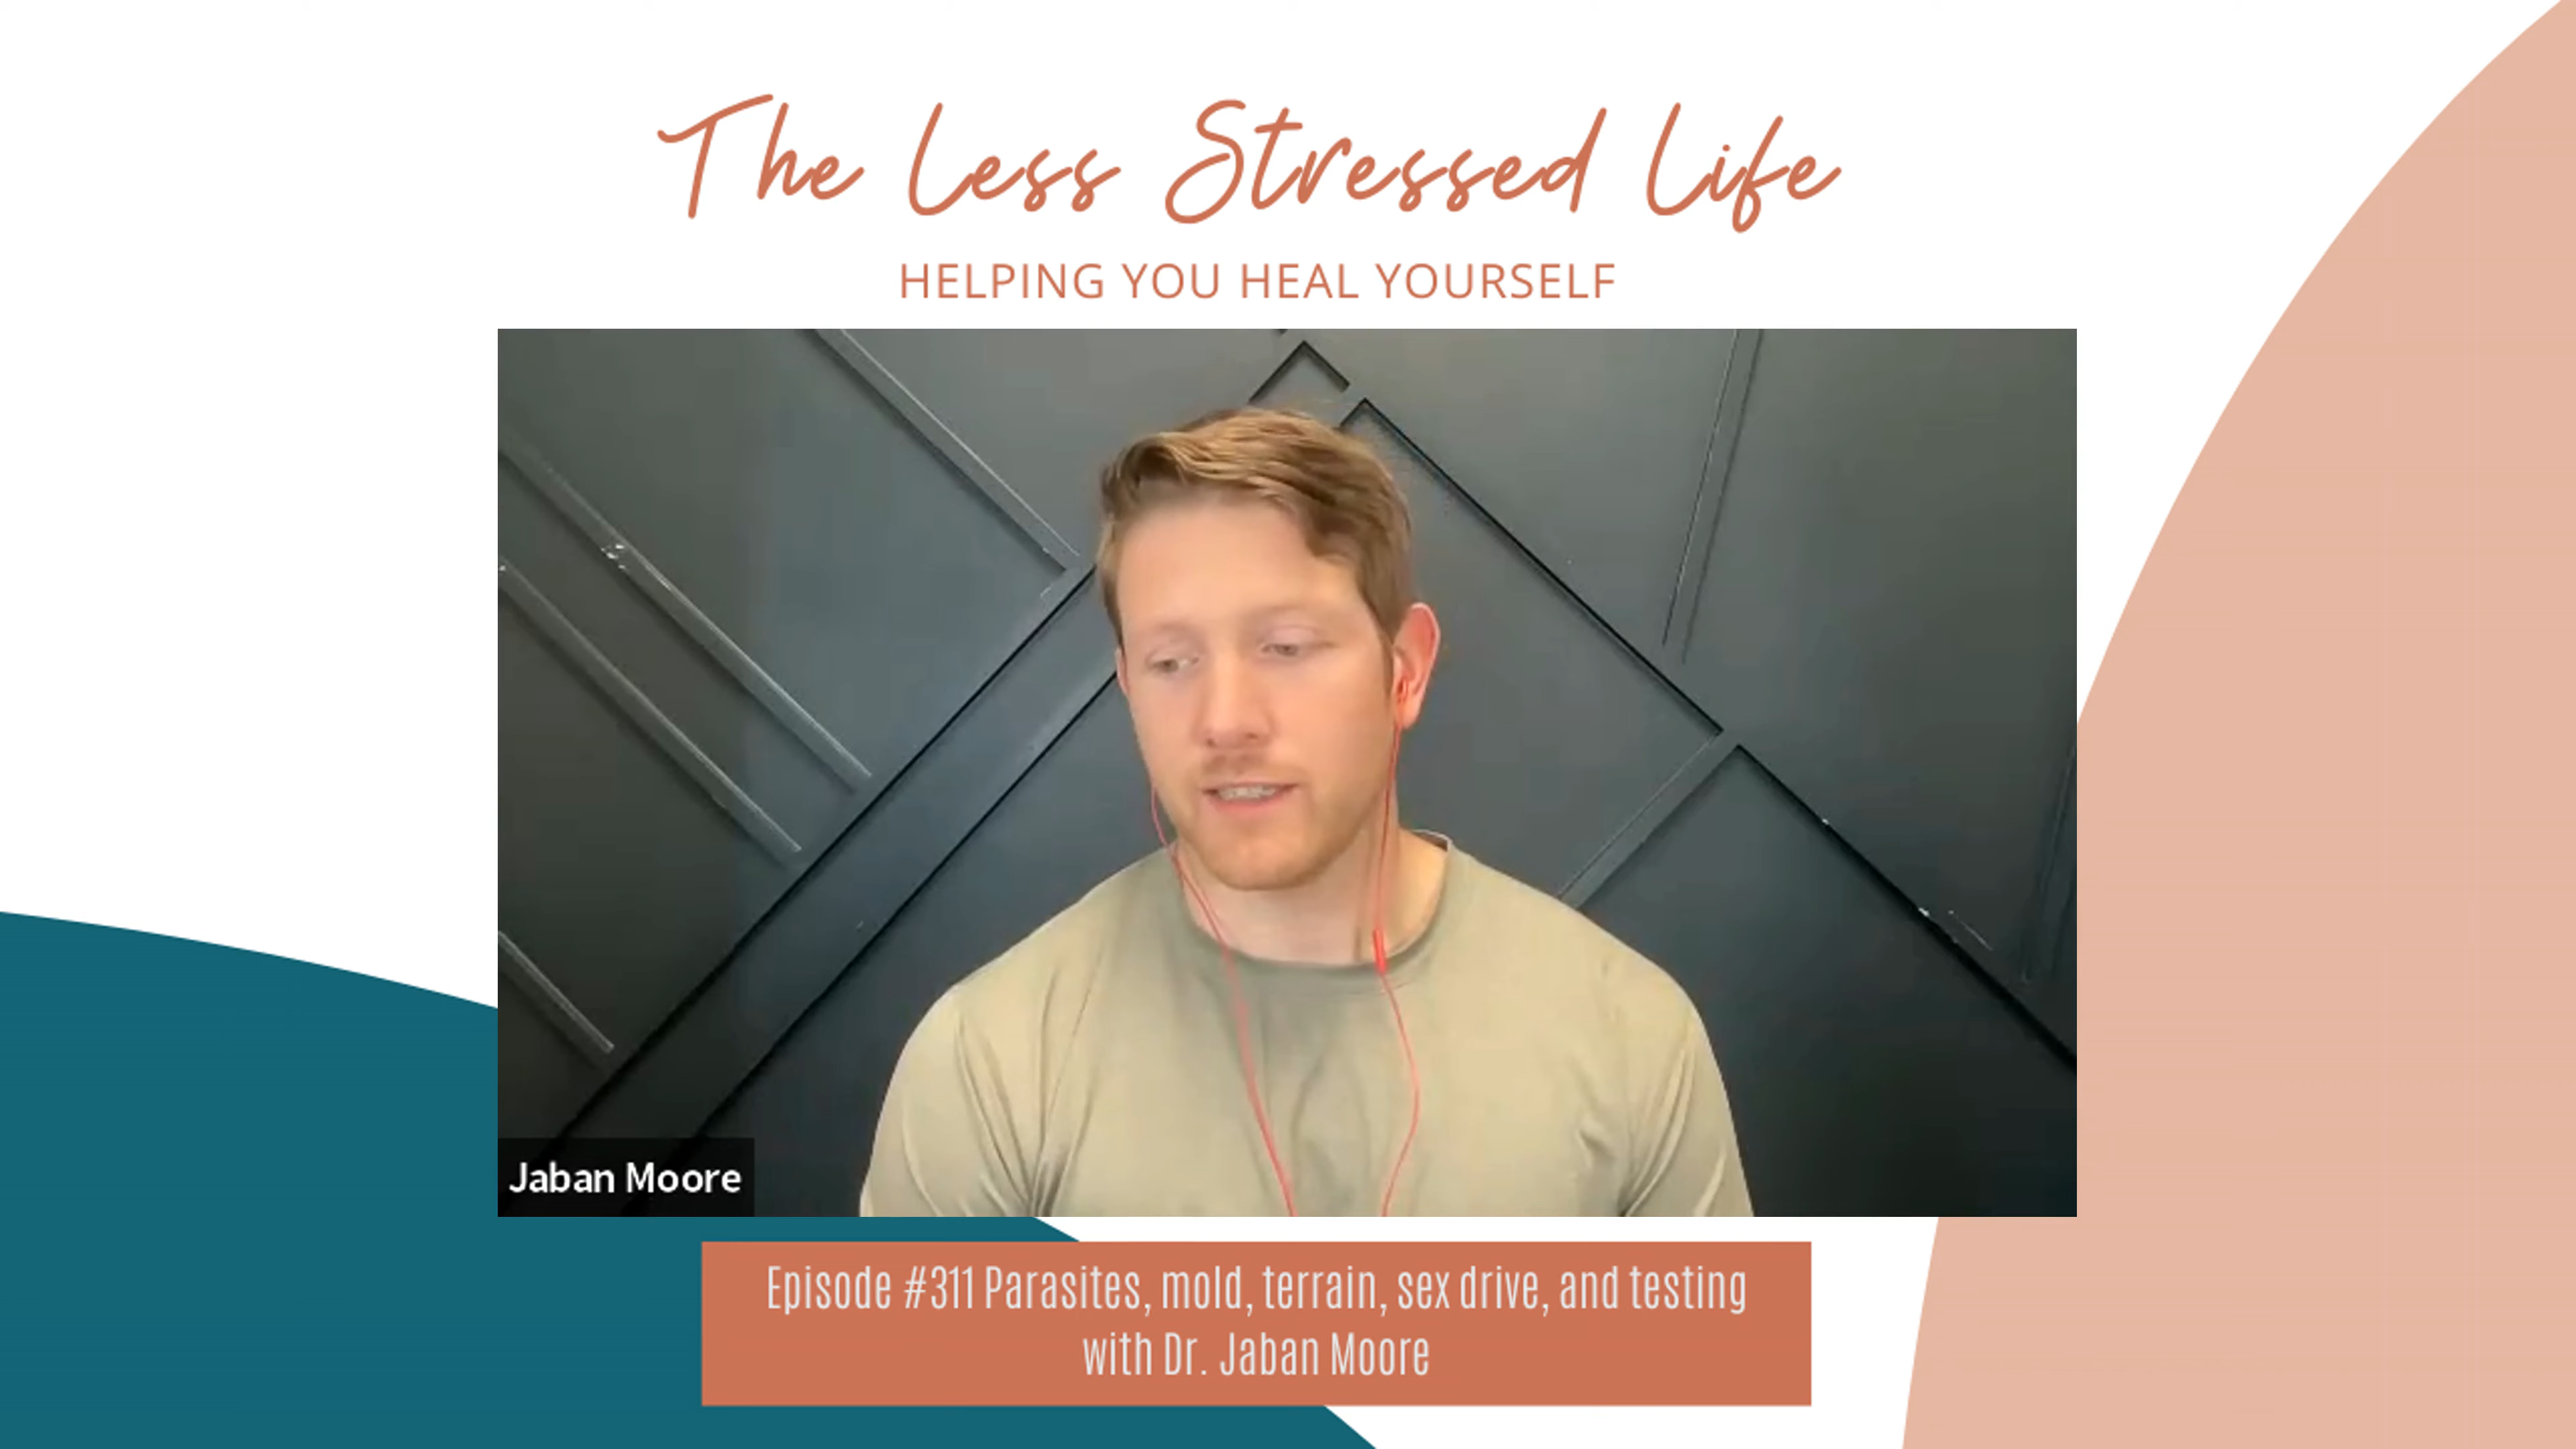 The Less Stressed Life
HELPING YOU HEAL YOURSELF
Jaban Moore
Episode #311 Parasites, mold, terrain, sex drive, and testing
with Dr. Jaban Moore